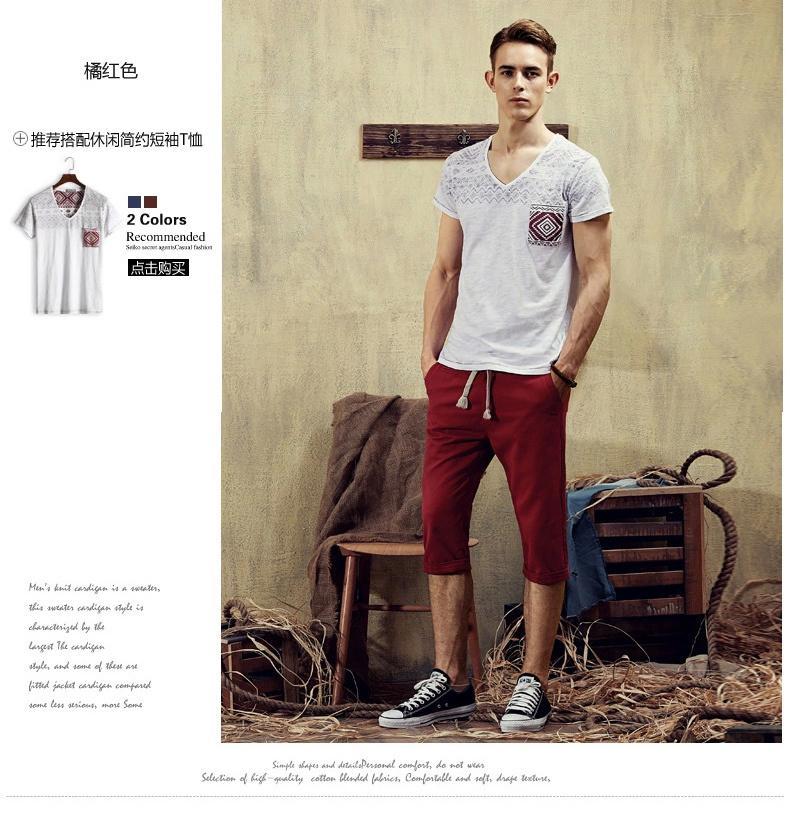 橘红色
推荐搭配休闲简约短袖T恤
2 Colors
Recommended
Seiko secret agentsCasual fashion
点击购买
Men's knit cardigan is a sweater,
this sweater cardigan style is
characterized by the
largest The cardigan
style, and some of these are
fitted jacket cardigan compared
some less serious, more Some
Simple shapes and detailsPersonal comfort, do not wear
Selection of high-quality cotton blended fabrics, Comfortable and soft, drape texture,